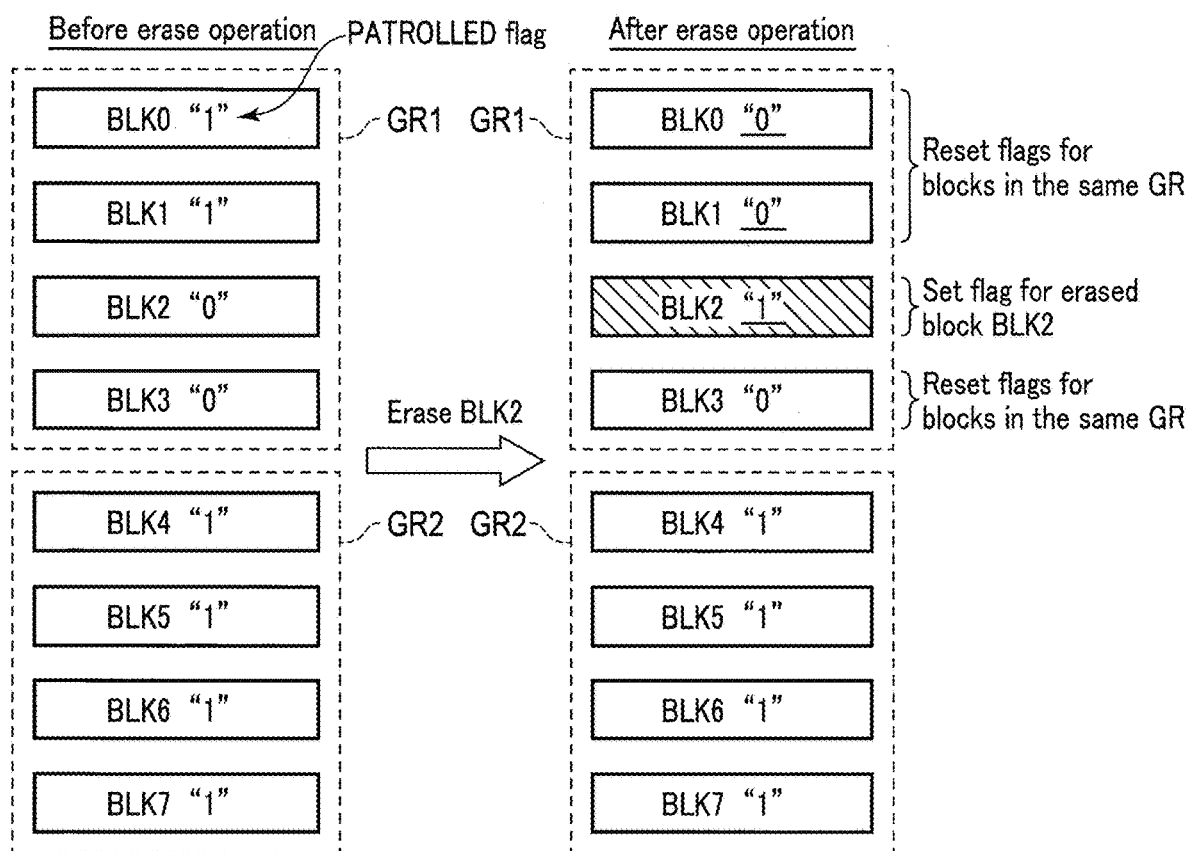 Before erase operation
PATROLLED flag
After erase operation
BLK0 “1”
GR1
GR1
BLK0 “0”
Reset flags for
blocks in the same GR
BLK1 “1”
BLK1 “0”
BLK2 “0”
BLK2 “1”
Set flag for erased
block BLK2
BLK3 “0”
Erase BLK2
BLK3 “0”
Reset flags for
blocks in the same GR
BLK4 “1”
GR2
GR2
BLK4 “1”
BLK5 “1”
BLK5 “1”
BLK6 “1”
BLK6 “1”
BLK7 “1”
BLK7 “1”